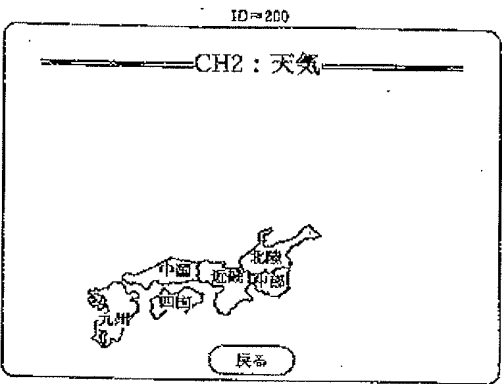 ID=200
CH2：天気
北陸
中国 近畿 中部
四国
九州
戻る